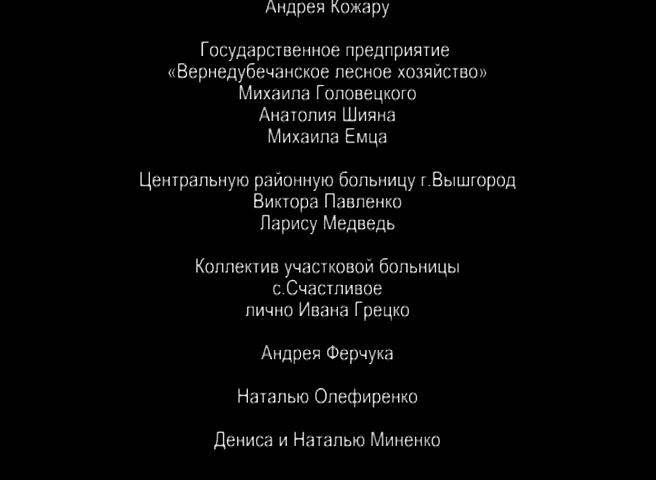 Андрея Кожару
Государственное предприятие
«Вернедубечанское лесное хозяйство»
Михаила Головецкого
Анатолия Шияна
Михаила Емца
Центральную районную больницу г.Вышгород
Виктора Павленко
Ларису Медведь
Коллектив участковой больницы
с.Счастливое
лично Ивана Грецко
Андрея Ферчука
Наталью Олефиренко
Дениса и Наталью Миненко